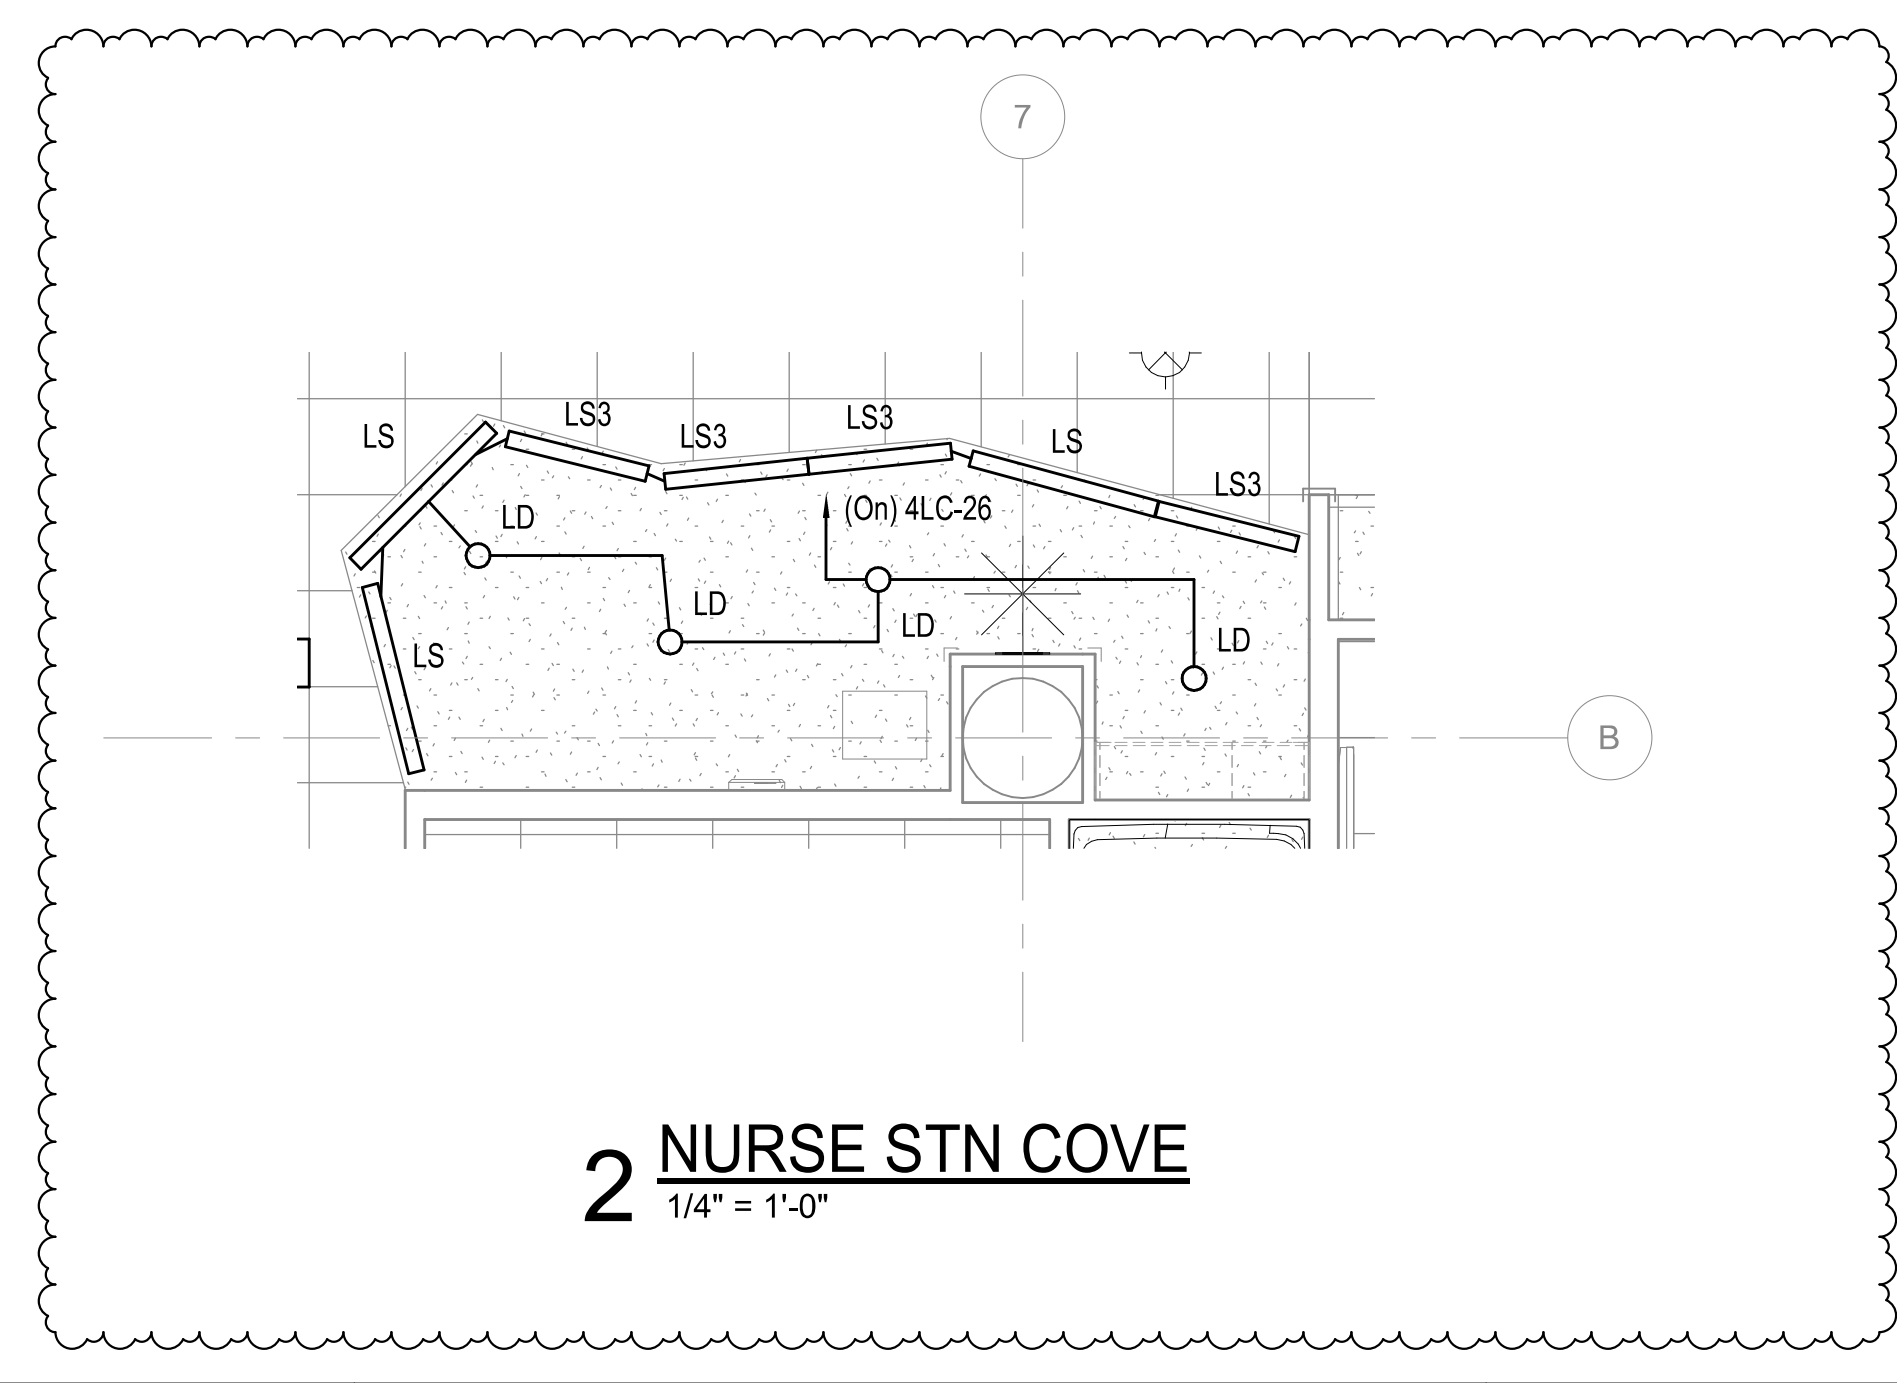 7
LS
LS3
LS3
LS3
LS
LS3
(On) 4LC-26
LD
LD
LD
LD
LS
B
2 NURSE STN COVE
1/4" = 1'-0"